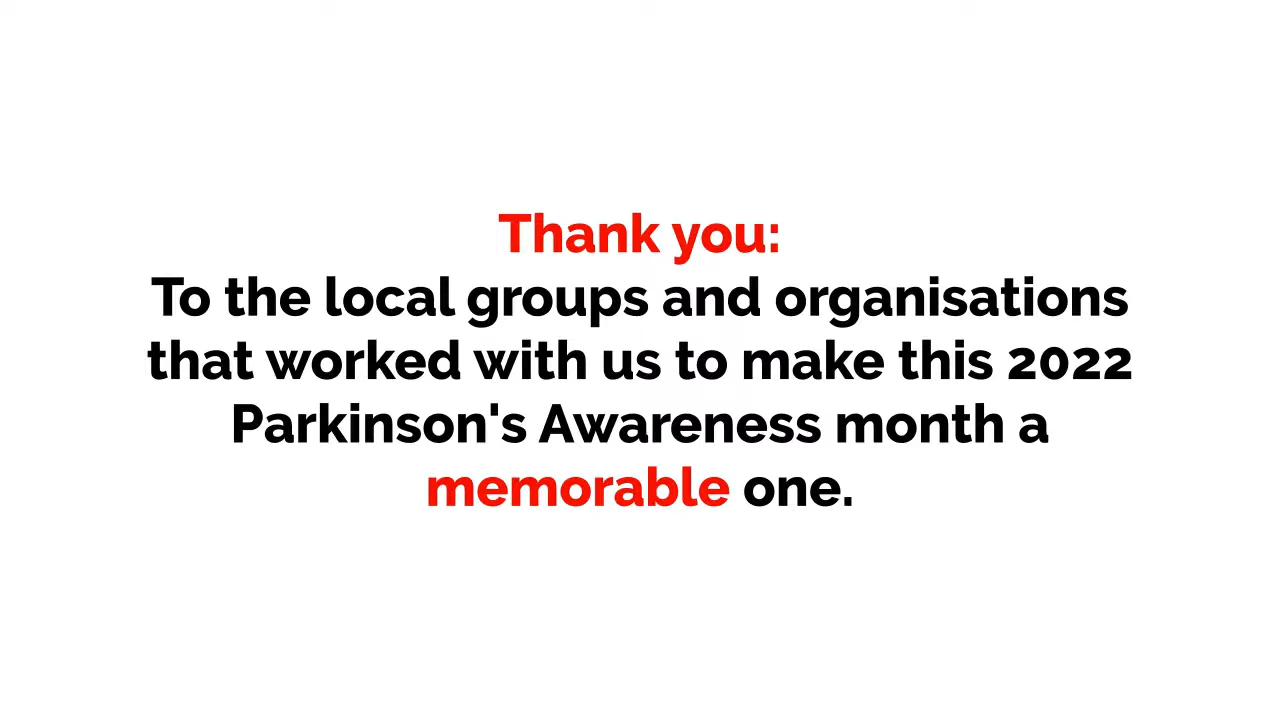 Thank you:
To the local groups and organisations
that worked with us to make this 2022
Parkinson's Awareness month a
memorable one.